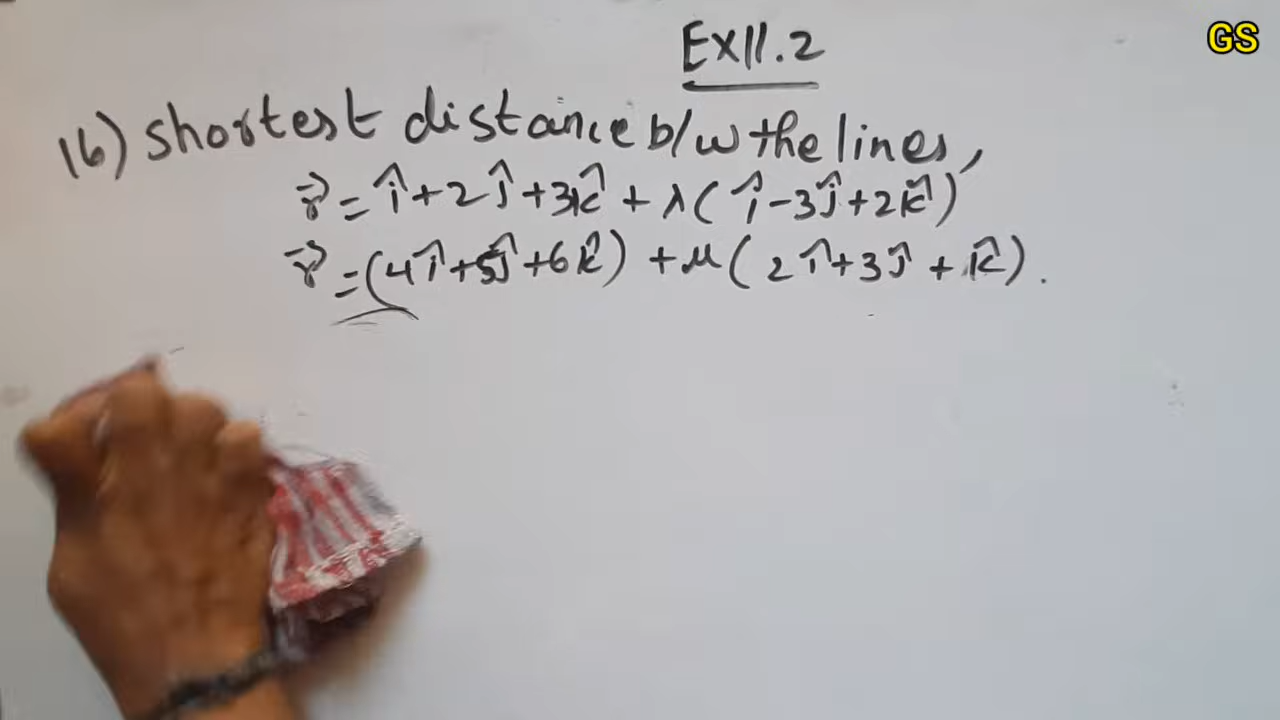 Ex11.2
GS
16) Shortest distance b/w the lines,
r⃗ = î+2ĵ+3k̂ + λ( î-3ĵ+2k̂ )
r⃗ = (4î+5ĵ+6k̂) + μ( 2î+3ĵ + k̂ ).